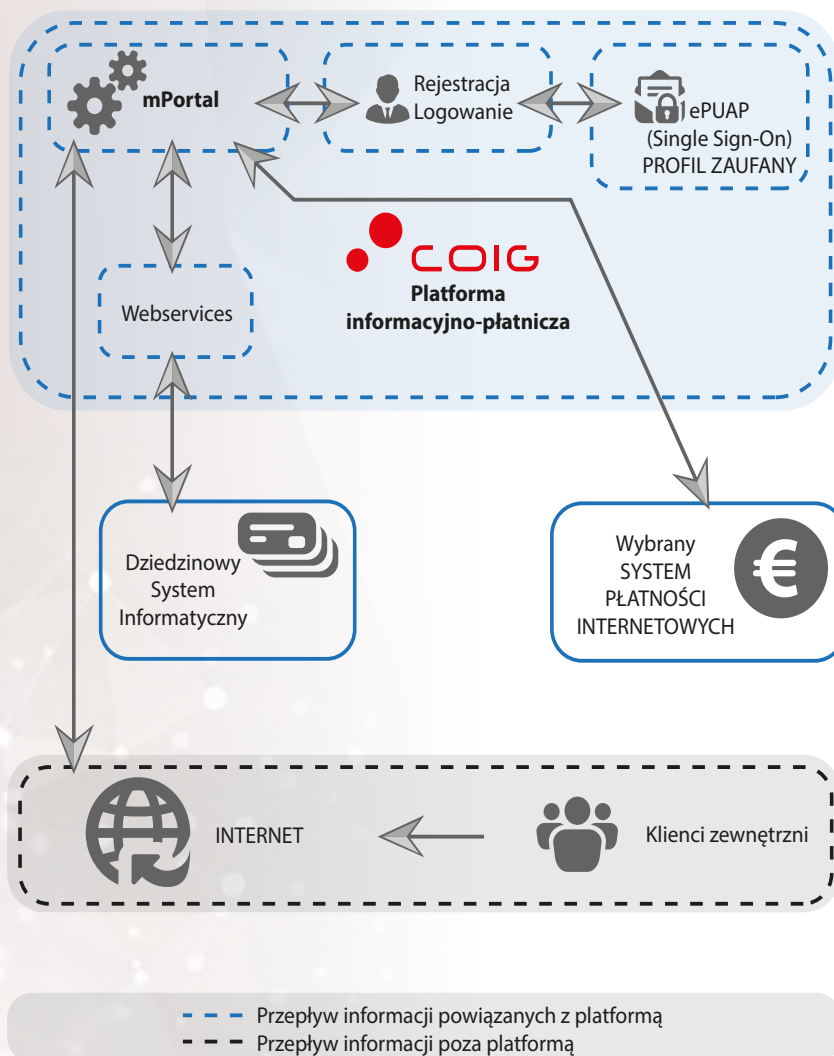 mPortal
Rejestracja
Logowanie
ePUAP
(Single Sign-On)
PROFIL ZAUFANY
COIG
Platforma
informacyjno-płatnicza
Webservices
Dziedzinowy
System
Informatyczny
Wybrany
SYSTEM
PŁATNOŚCI
INTERNETOWYCH
INTERNET
Klienci zewnętrzni
Przepływ informacji powiązanych z platformą
Przepływ informacji poza platformą